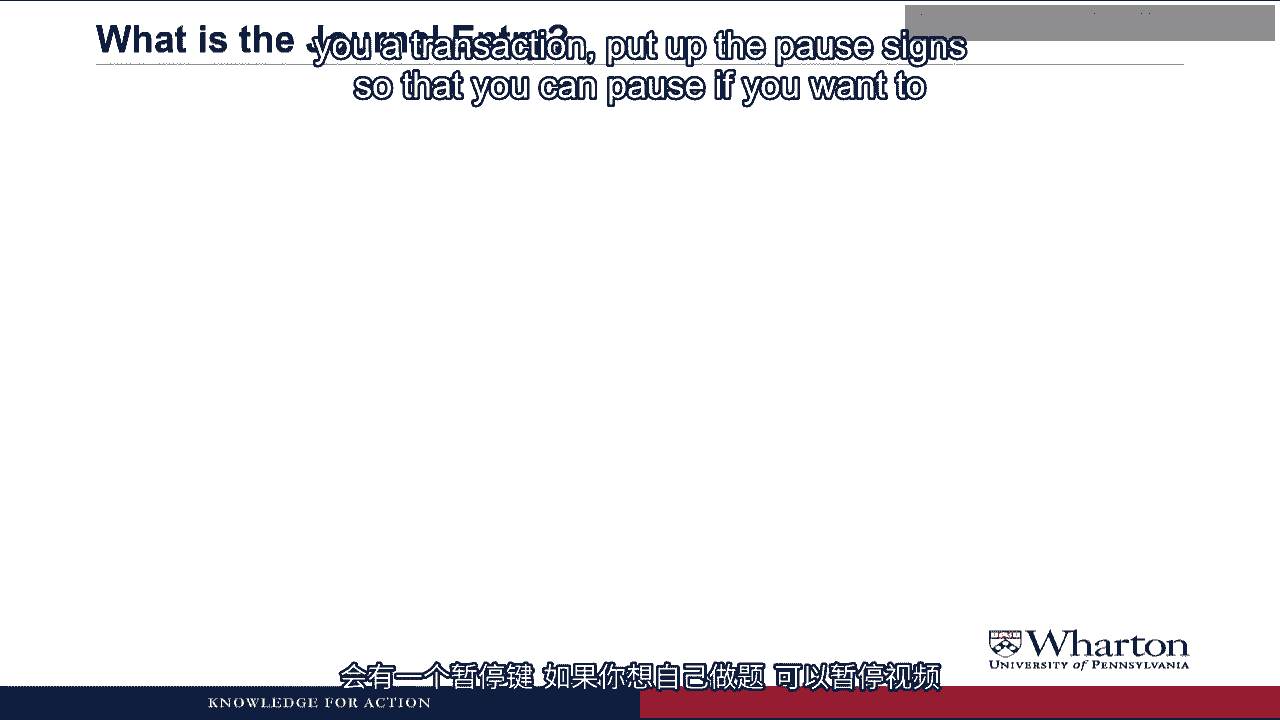 What is the Journal Entry?
you a transaction, put up the pause signs
so that you can pause if you want to
Wharton
UNIVERSITY of PENNSYLVANIA
会有一个暂停键 如果你想自己做题 可以暂停视频
KNOWLEDGE FOR ACTION